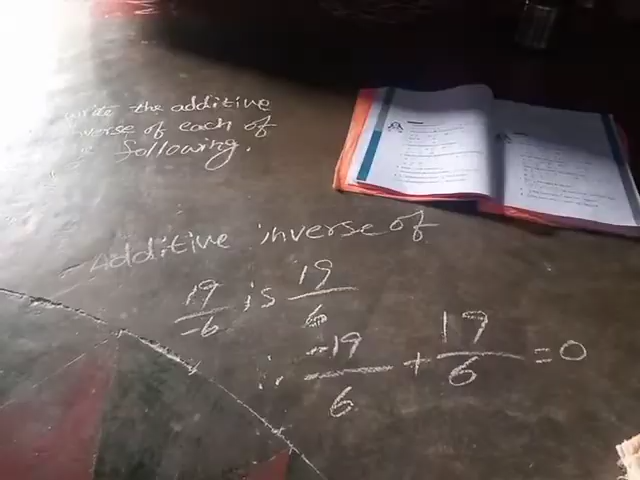 write the additive
inverse of each of
following.
Additive inverse of
19/-6 is 19/6
∴ -19/6 + 17/6 = 0